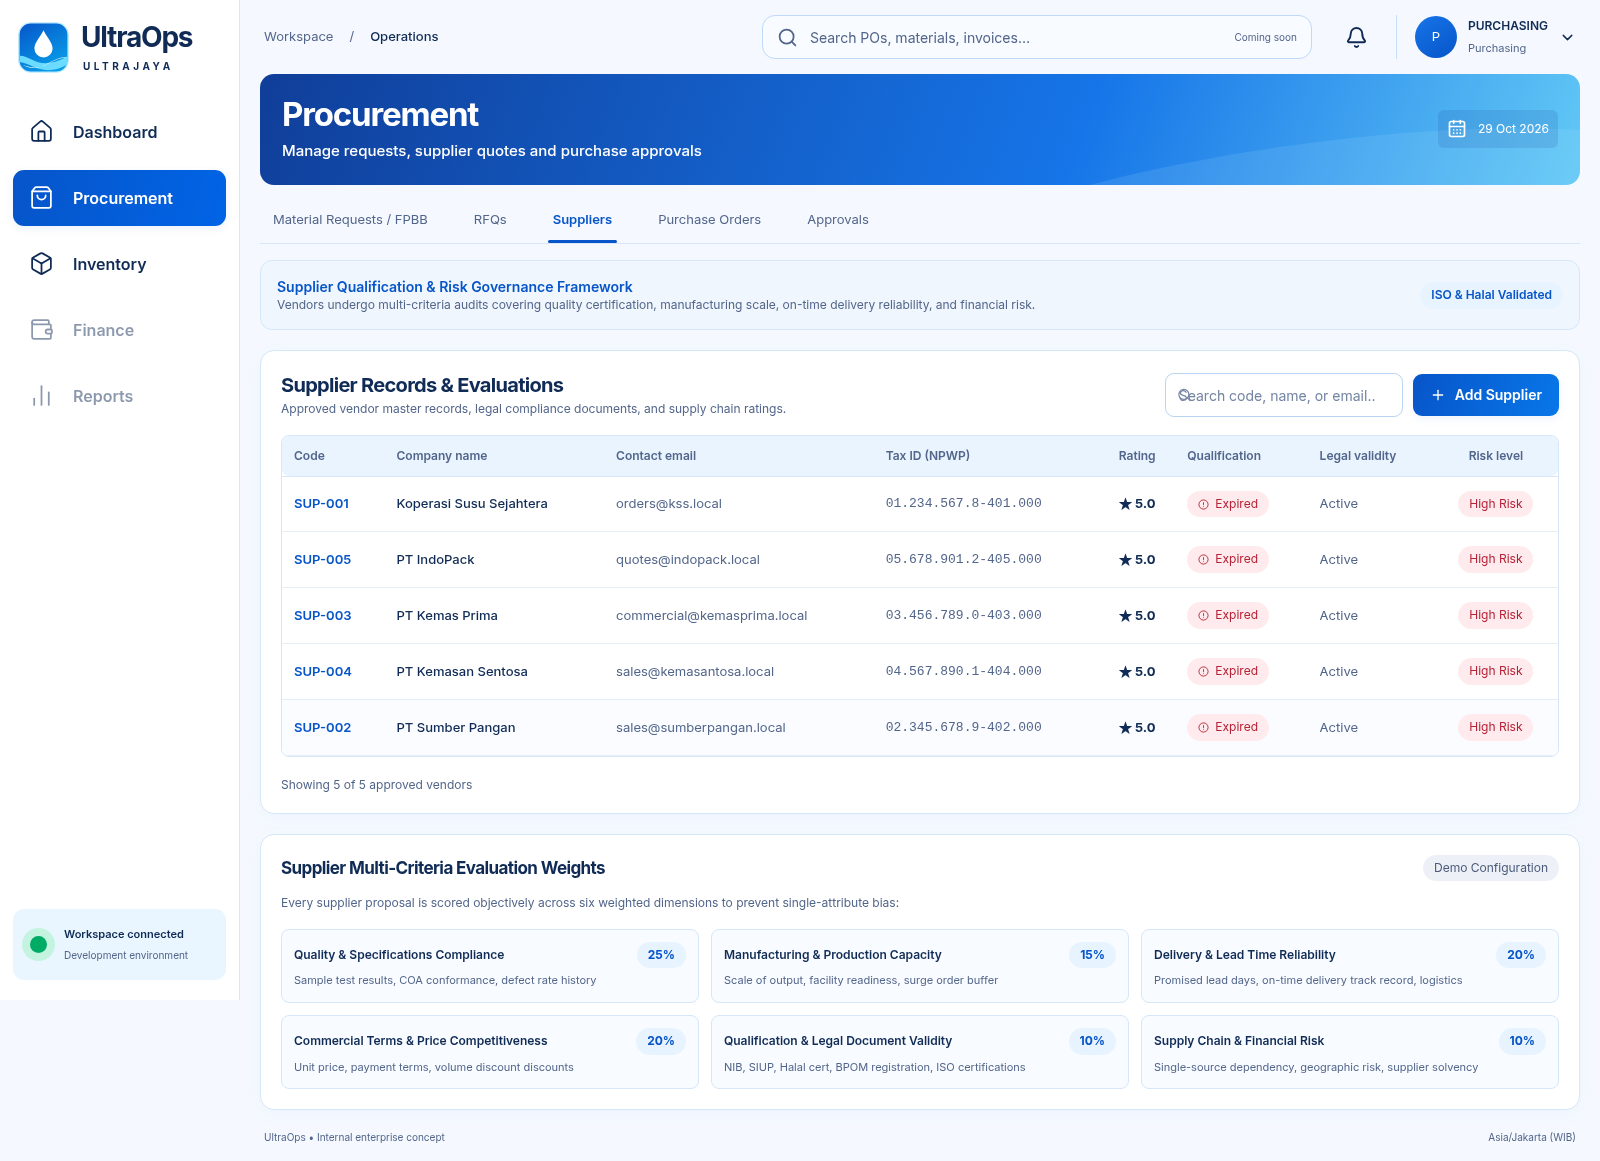 UltraOps
ULTRAJAYA
Dashboard
Procurement
Inventory
Finance
Reports
Workspace connected
Development environment
Workspace / Operations
Search POs, materials, invoices...
Coming soon
P
PURCHASING
Purchasing
Procurement
Manage requests, supplier quotes and purchase approvals
29 Oct 2026
Material Requests / FPBB
RFQs
Suppliers
Purchase Orders
Approvals
Supplier Qualification & Risk Governance Framework
Vendors undergo multi-criteria audits covering quality certification, manufacturing scale, on-time delivery reliability, and financial risk.
ISO & Halal Validated
Supplier Records & Evaluations
Approved vendor master records, legal compliance documents, and supply chain ratings.
Search code, name, or email..
Add Supplier
Code Company name Contact email Tax ID (NPWP) Rating Qualification Legal validity Risk level
SUP-001 Koperasi Susu Sejahtera orders@kss.local 01.234.567.8-401.000 ★ 5.0 Expired Active High Risk
SUP-005 PT IndoPack quotes@indopack.local 05.678.901.2-405.000 ★ 5.0 Expired Active High Risk
SUP-003 PT Kemas Prima commercial@kemasprima.local 03.456.789.0-403.000 ★ 5.0 Expired Active High Risk
SUP-004 PT Kemasan Sentosa sales@kemasantosa.local 04.567.890.1-404.000 ★ 5.0 Expired Active High Risk
SUP-002 PT Sumber Pangan sales@sumberpangan.local 02.345.678.9-402.000 ★ 5.0 Expired Active High Risk
Showing 5 of 5 approved vendors
Supplier Multi-Criteria Evaluation Weights
Demo Configuration
Every supplier proposal is scored objectively across six weighted dimensions to prevent single-attribute bias:
Quality & Specifications Compliance 25%
Sample test results, COA conformance, defect rate history
Manufacturing & Production Capacity 15%
Scale of output, facility readiness, surge order buffer
Delivery & Lead Time Reliability 20%
Promised lead days, on-time delivery track record, logistics
Commercial Terms & Price Competitiveness 20%
Unit price, payment terms, volume discount discounts
Qualification & Legal Document Validity 10%
NIB, SIUP, Halal cert, BPOM registration, ISO certifications
Supply Chain & Financial Risk 10%
Single-source dependency, geographic risk, supplier solvency
UltraOps • Internal enterprise concept
Asia/Jakarta (WIB)